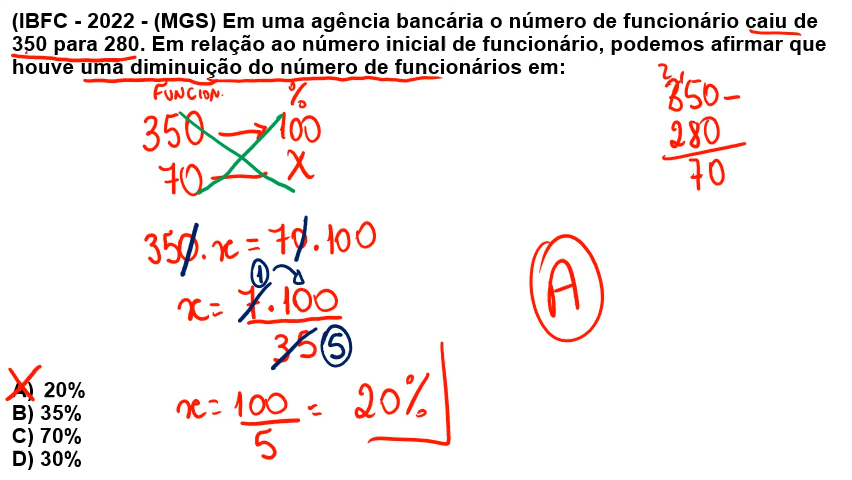 (IBFC - 2022 - (MGS) Em uma agência bancária o número de funcionário caiu de
350 para 280. Em relação ao número inicial de funcionário, podemos afirmar que
houve uma diminuição do número de funcionários em:
FUNCION. %
350 100
70 X
350 . x = 70 . 100
x = 7 . 100
35
1
5
x = 100 = 20%
5
2 1
350 -
280
70
A
A) 20%
B) 35%
C) 70%
D) 30%